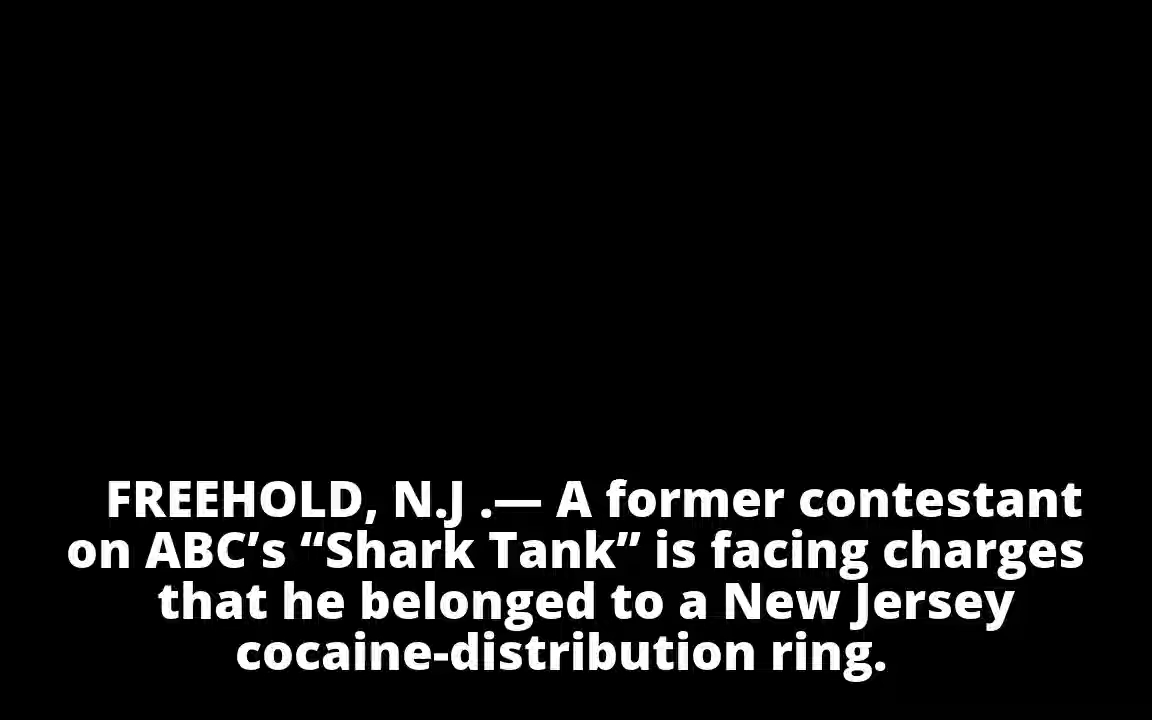 FREEHOLD, N.J .— A former contestant
on ABC’s “Shark Tank” is facing charges
that he belonged to a New Jersey
cocaine-distribution ring.